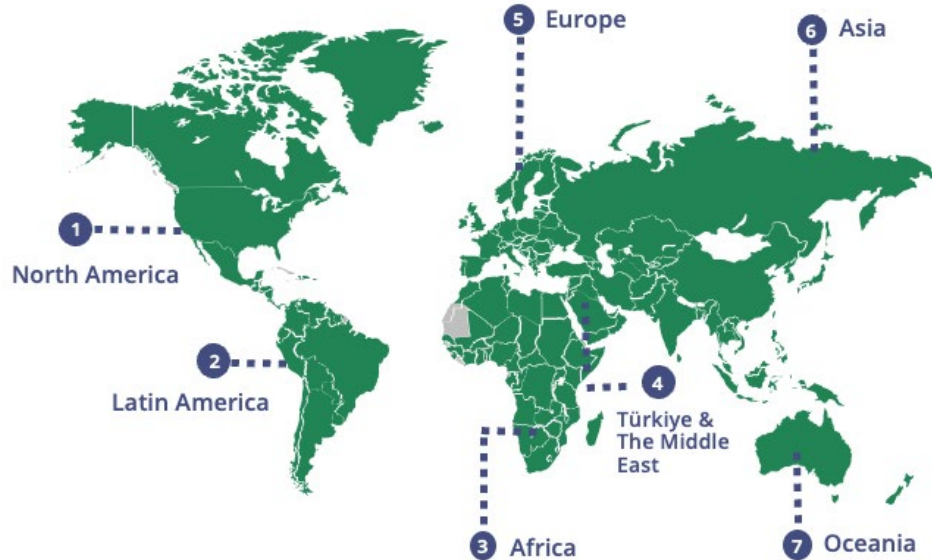 5 Europe
6 Asia
1
North America
2
Latin America
4
Türkiye &
The Middle
East
3 Africa
7 Oceania